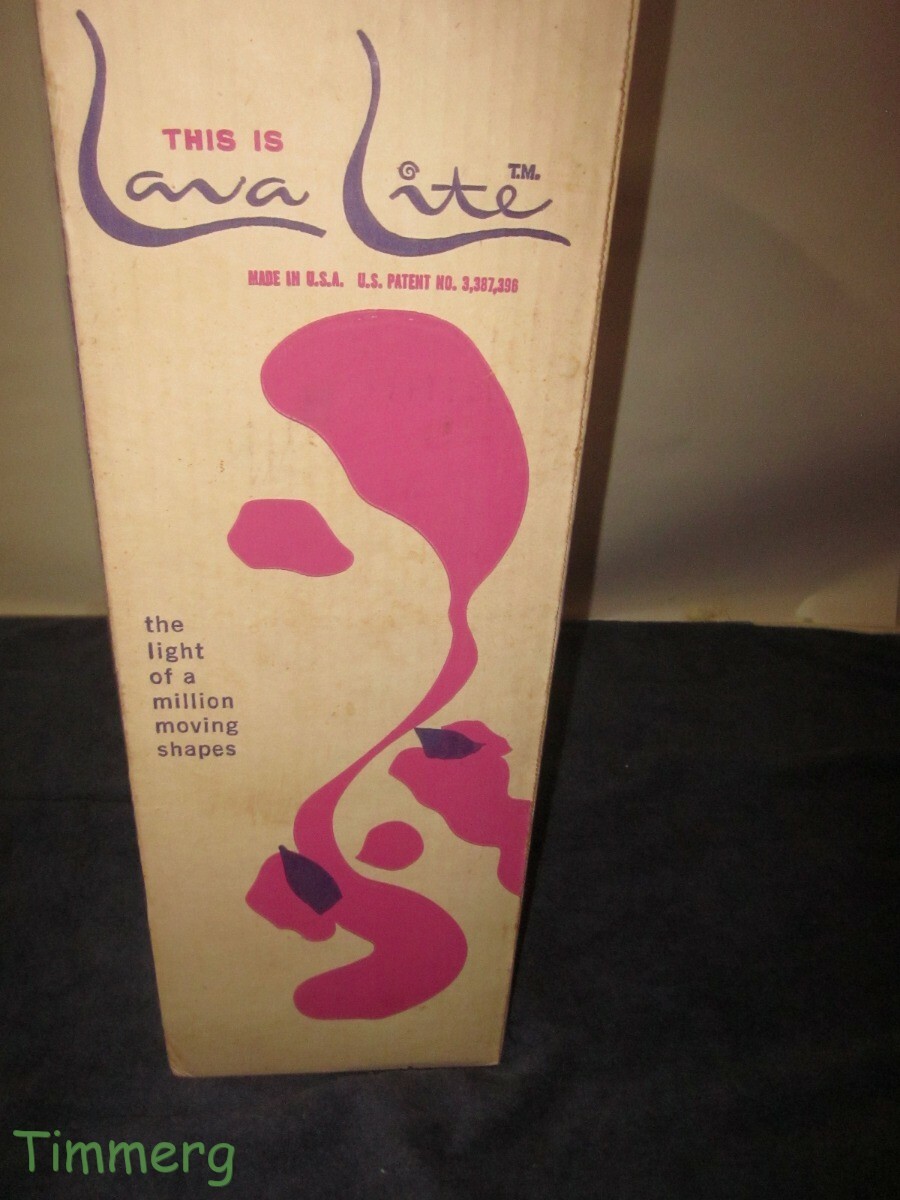 THIS IS
Lava Lite T.M.
MADE IN U.S.A. U.S. PATENT NO. 3,387,396
the
light
of a
million
moving
shapes
Timmerg